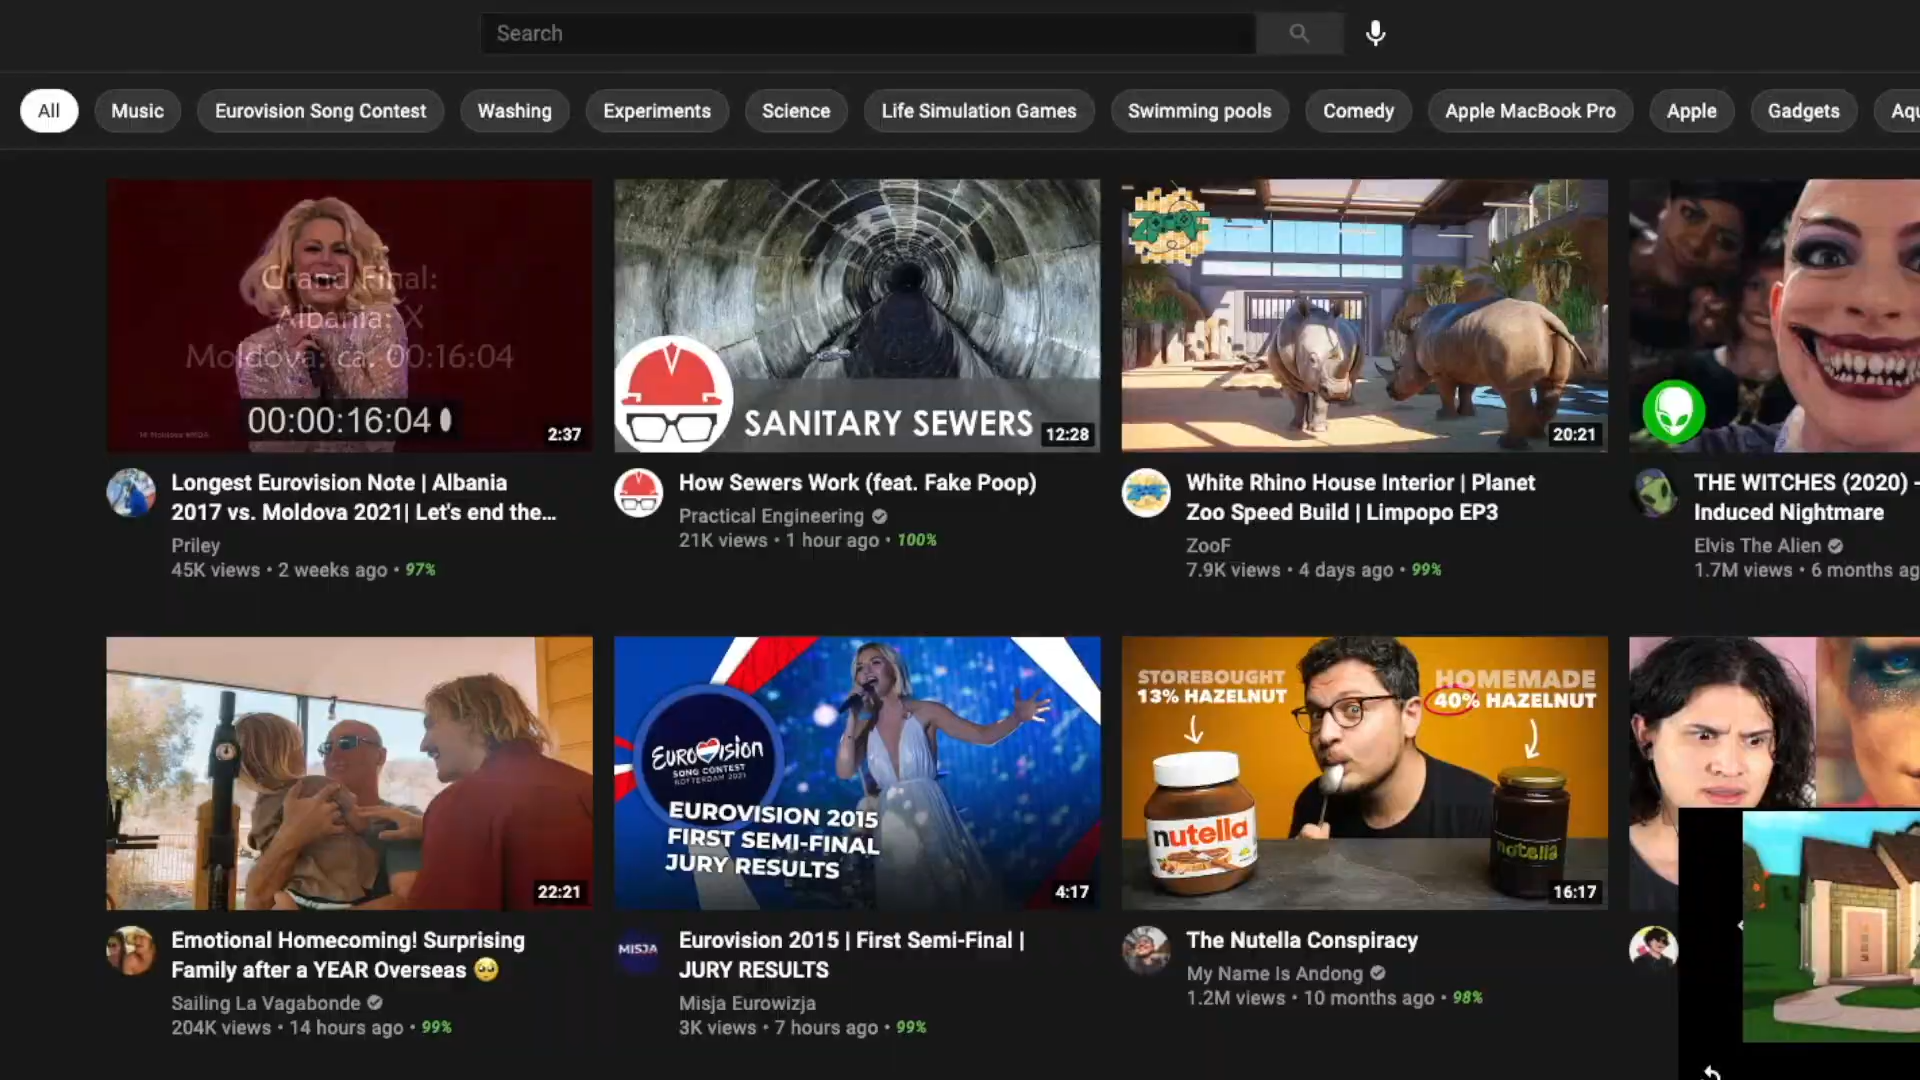 Search
All
Music
Eurovision Song Contest
Washing
Experiments
Science
Life Simulation Games
Swimming pools
Comedy
Apple MacBook Pro
Apple
Gadgets
Grand Final:
Albania: X
Moldova: ca. 00:16:04
00:00:16:04
2:37
Longest Eurovision Note | Albania
2017 vs. Moldova 2021| Let's end the...
Priley
45K views • 2 weeks ago • 97%
SANITARY SEWERS
12:28
How Sewers Work (feat. Fake Poop)
Practical Engineering
21K views • 1 hour ago • 100%
20:21
White Rhino House Interior | Planet
Zoo Speed Build | Limpopo EP3
ZooF
7.9K views • 4 days ago • 99%
THE WITCHES (2020) -
Induced Nightmare
Elvis The Alien
1.7M views • 6 months ag
22:21
Emotional Homecoming! Surprising
Family after a YEAR Overseas 🥺
Sailing La Vagabonde
204K views • 14 hours ago • 99%
EUROVISION
SONG CONTEST
ROTTERDAM 2021
EUROVISION 2015
FIRST SEMI-FINAL
JURY RESULTS
4:17
MISJA
Eurovision 2015 | First Semi-Final |
JURY RESULTS
Misja Eurowizja
3K views • 7 hours ago • 99%
STOREBOUGHT
13% HAZELNUT
HOMEMADE
40% HAZELNUT
nutella
notella
16:17
The Nutella Conspiracy
My Name Is Andong
1.2M views • 10 months ago • 98%